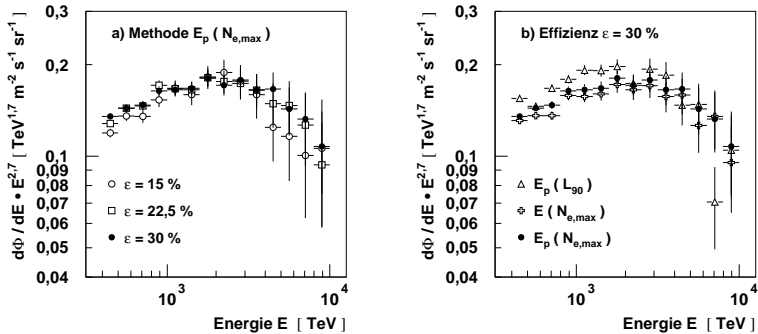 dΦ / dE • E^2,7 [ TeV^1,7 m^-2 s^-1 sr^-1 ]
0,3
0,2
0,1
0,09
0,08
0,07
0,06
0,05
0,04
a) Methode E_p ( N_e,max )
ε = 15 %
ε = 22,5 %
ε = 30 %
10^3
10^4
Energie E [ TeV ]
dΦ / dE • E^2,7 [ TeV^1,7 m^-2 s^-1 sr^-1 ]
0,3
0,2
0,1
0,09
0,08
0,07
0,06
0,05
0,04
b) Effizienz ε = 30 %
E_p ( L_90 )
E ( N_e,max )
E_p ( N_e,max )
10^3
10^4
Energie E [ TeV ]